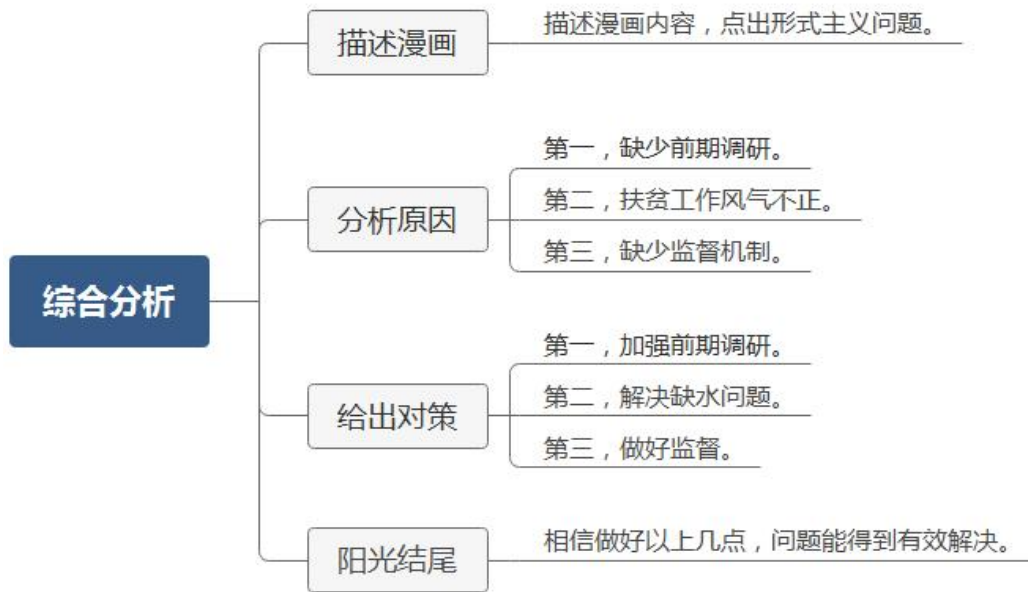 综合分析
描述漫画
描述漫画内容，点出形式主义问题。
分析原因
第一，缺少前期调研。
第二，扶贫工作风气不正。
第三，缺少监督机制。
给出对策
第一，加强前期调研。
第二，解决缺水问题。
第三，做好监督。
阳光结尾
相信做好以上几点，问题能得到有效解决。